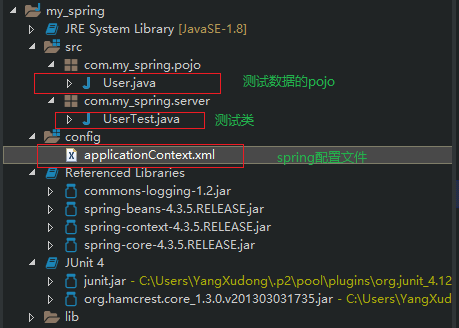 my_spring
JRE System Library [JavaSE-1.8]
src
com.my_spring.pojo
User.java 测试数据的pojo
com.my_spring.server
UserTest.java 测试类
config
applicationContext.xml spring配置文件
Referenced Libraries
commons-logging-1.2.jar
spring-beans-4.3.5.RELEASE.jar
spring-context-4.3.5.RELEASE.jar
spring-core-4.3.5.RELEASE.jar
JUnit 4
junit.jar - C:\Users\YangXudong\.p2\pool\plugins\org.junit_4.12
org.hamcrest.core_1.3.0.v201303031735.jar - C:\Users\YangXud
lib